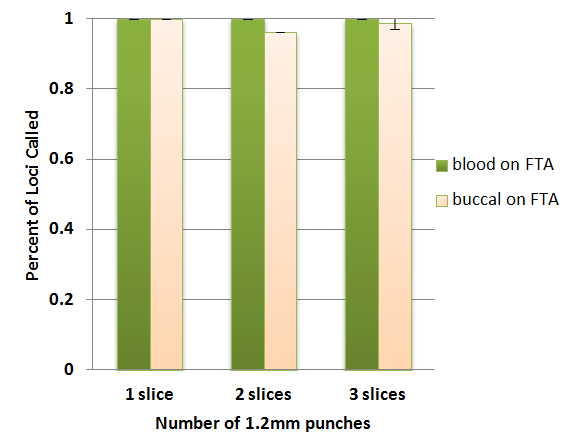 Percent of Loci Called
1
0.8
0.6
0.4
0.2
0
1 slice
2 slices
3 slices
Number of 1.2mm punches
blood on FTA
buccal on FTA